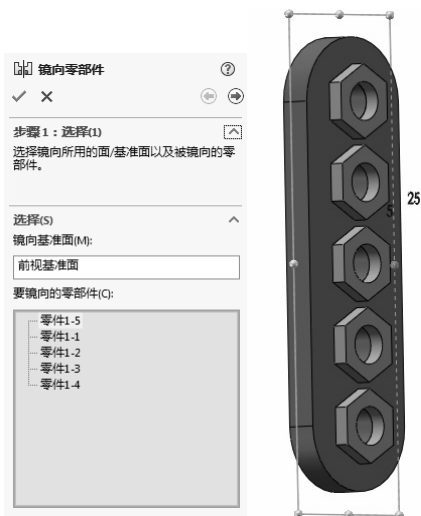 镜向零部件
步骤1：选择(1)
选择镜向所用的面/基准面以及被镜向的零
部件。
选择(S)
镜向基准面(M):
前视基准面
要镜向的零部件(C):
零件1-5
零件1-1
零件1-2
零件1-3
零件1-4
5
25